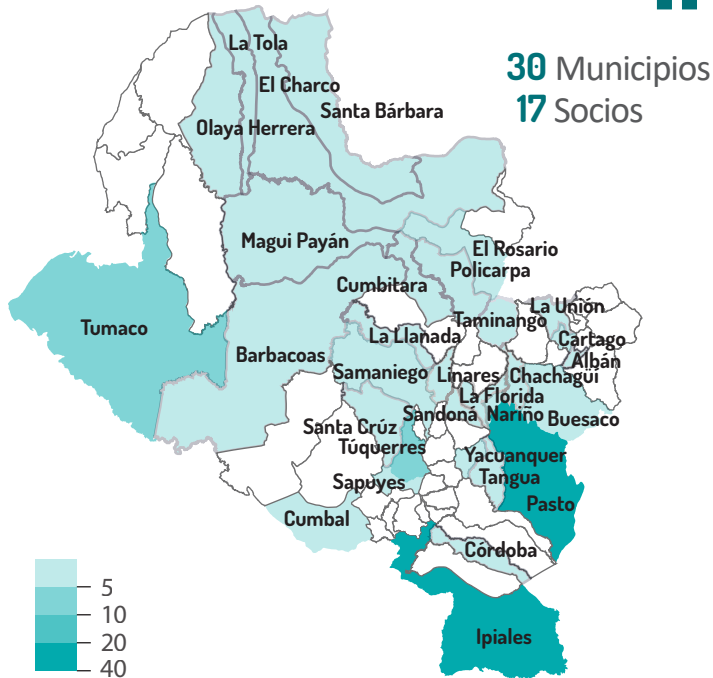 La Tola
30 Municipios
El Charco
17 Socios
Santa Bárbara
Olaya Herrera
Magui Payán
El Rosario
Policarpa
Cumbitara
La Unión
Taminango
Tumaco
La Llanada
Cartago
Barbacoas
Albán
Samaniego
Linares
Chachagüí
La Florida
Sandoná
Nariño
Buesaco
Santa Crúz
Túquerres
Yacuanquer
Tangua
Sapuyes
Pasto
Cumbal
Córdoba
5
10
20
40
Ipiales